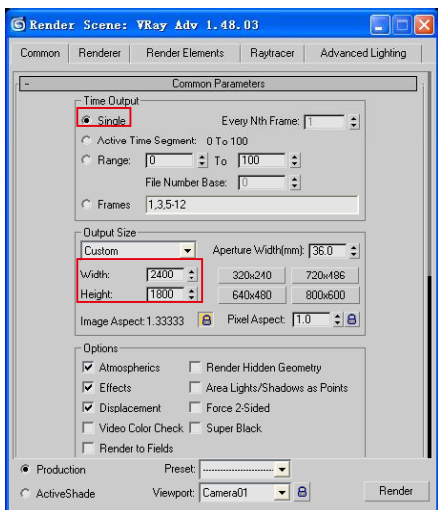 Render Scene: VRay Adv 1.48.03
Common Renderer Render Elements Raytracer Advanced Lighting
- Common Parameters
Time Output
Single Every Nth Frame: 1
Active Time Segment: 0 To 100
Range: 0 To 100
File Number Base: 0
Frames 1,3,5-12
Output Size
Custom Aperture Width(mm): 36.0
Width: 2400 320x240 720x486
Height: 1800 640x480 800x600
Image Aspect: 1.33333 Pixel Aspect: 1.0
Options
Atmospherics Render Hidden Geometry
Effects Area Lights/Shadows as Points
Displacement Force 2-Sided
Video Color Check Super Black
Render to Fields
Production Preset: -------------------------
ActiveShade Viewport: Camera01 Render